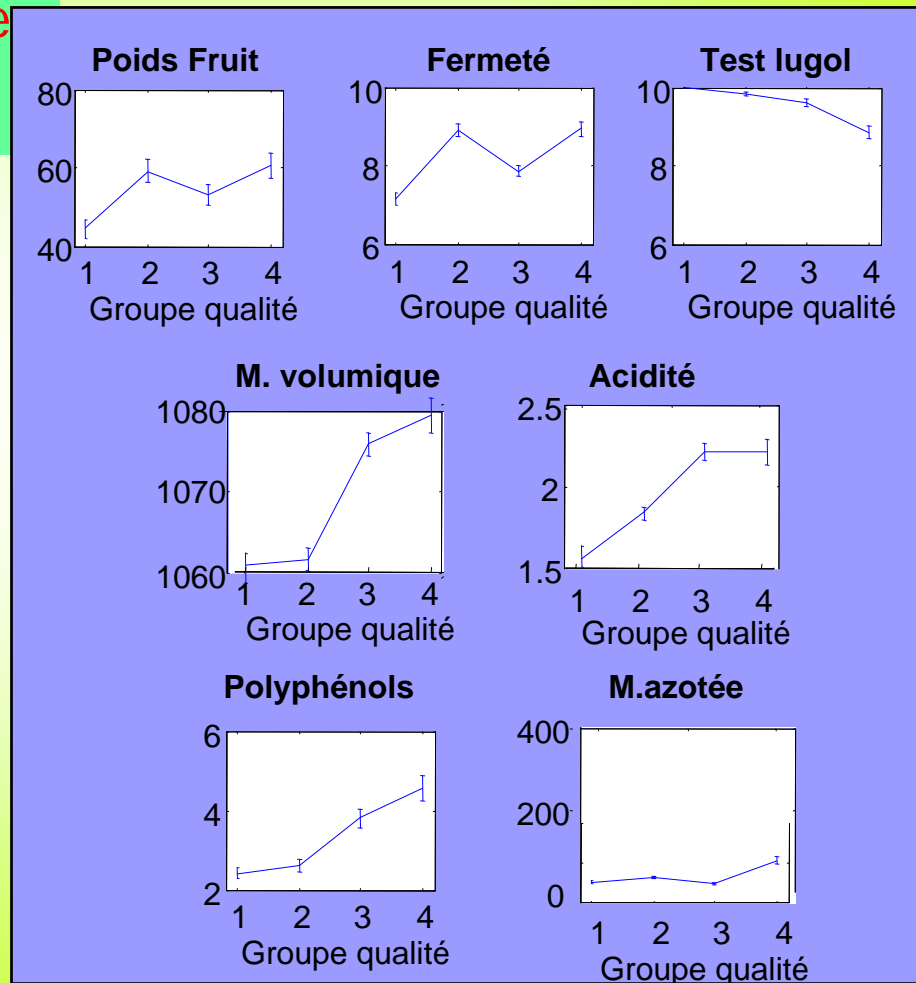 e
Poids Fruit
80
60
40
1 2 3 4
Groupe qualité
Fermeté
10
8
6
1 2 3 4
Groupe qualité
Test lugol
10
8
6
1 2 3 4
Groupe qualité
M. volumique
1080
1070
1060
1 2 3 4
Groupe qualité
Acidité
2.5
2
1.5
1 2 3 4
Groupe qualité
Polyphénols
6
4
2
1 2 3 4
Groupe qualité
M.azotée
400
200
0
1 2 3 4
Groupe qualité